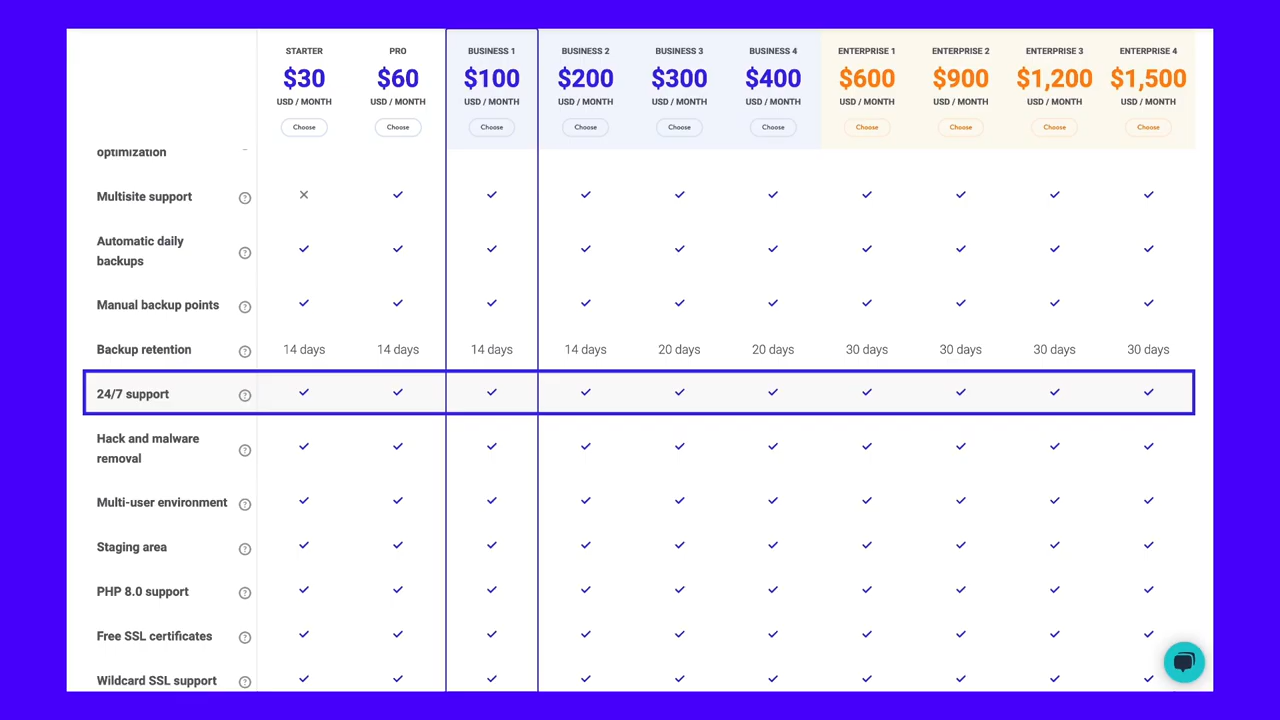 STARTER PRO BUSINESS 1 BUSINESS 2 BUSINESS 3 BUSINESS 4 ENTERPRISE 1 ENTERPRISE 2 ENTERPRISE 3 ENTERPRISE 4
$30 $60 $100 $200 $300 $400 $600 $900 $1,200 $1,500
USD / MONTH USD / MONTH USD / MONTH USD / MONTH USD / MONTH USD / MONTH USD / MONTH USD / MONTH USD / MONTH USD / MONTH
Choose Choose Choose Choose Choose Choose Choose Choose Choose Choose
optimization
Multisite support ?
Automatic daily
backups ?
Manual backup points ?
Backup retention ? 14 days 14 days 14 days 14 days 20 days 20 days 30 days 30 days 30 days 30 days
24/7 support ?
Hack and malware
removal ?
Multi-user environment ?
Staging area ?
PHP 8.0 support ?
Free SSL certificates ?
Wildcard SSL support ?